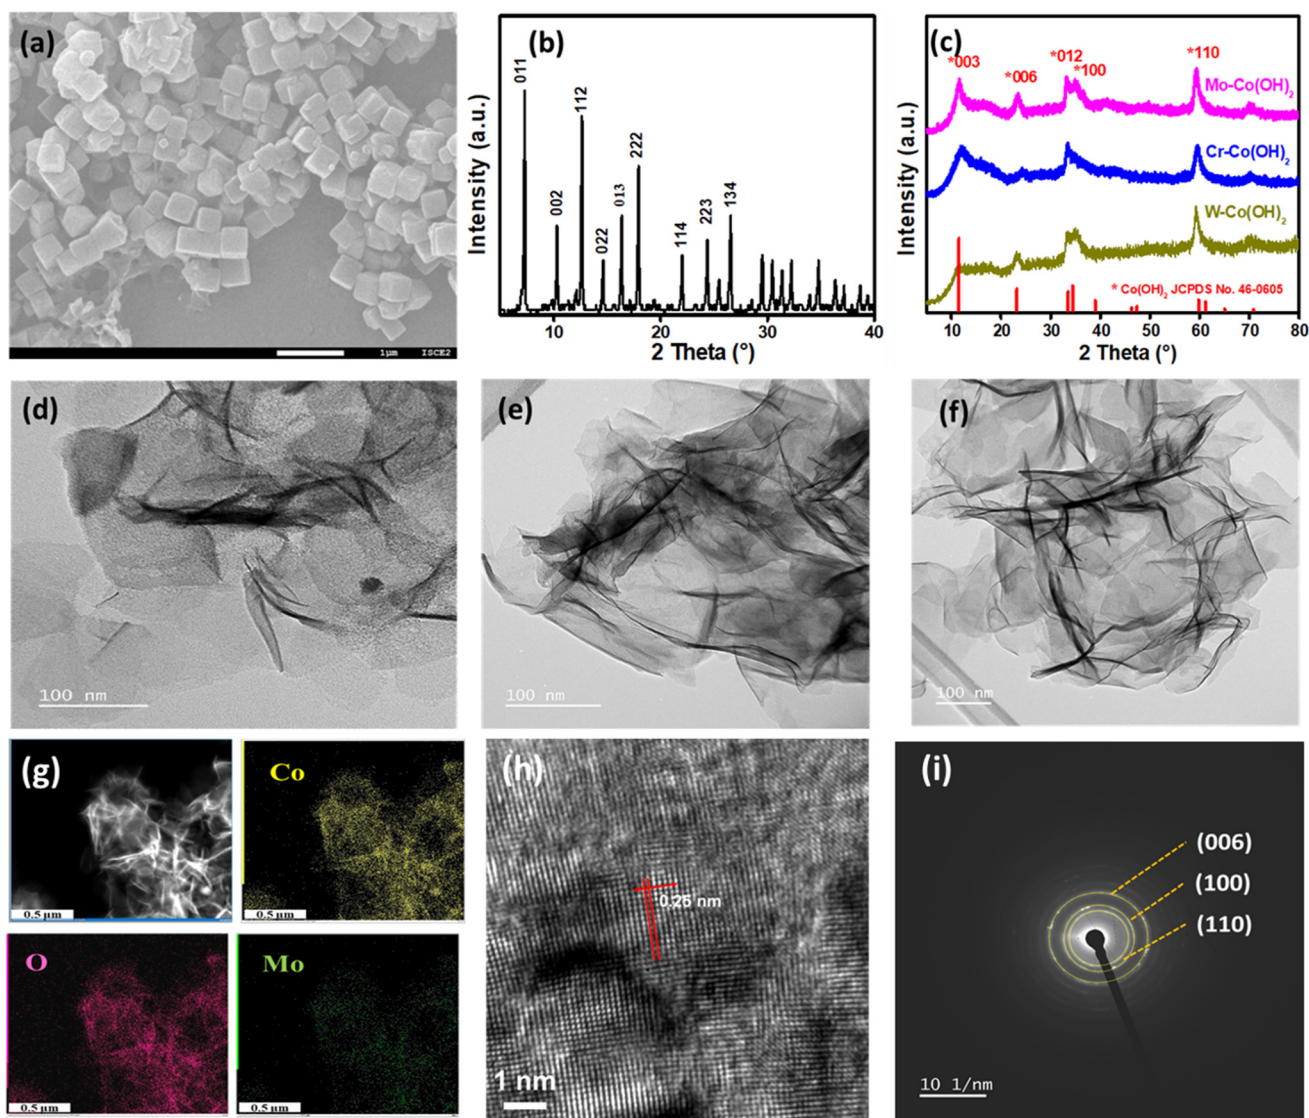 (a)
1μm ISCE2
(b)
Intensity (a.u.)
011
002
112
022
013
222
114
223
134
10 20 30 40
2 Theta (°)
(c)
Intensity (a.u.)
*003
*006
*012
*100
*110
Mo-Co(OH)2
Cr-Co(OH)2
W-Co(OH)2
* Co(OH)2 JCPDS No. 46-0605
10 20 30 40 50 60 70 80
2 Theta (°)
(d)
100 nm
(e)
100 nm
(f)
100 nm
(g)
0.5 μm
Co
0.5 μm
O
0.5 μm
Mo
0.5 μm
(h)
0.25 nm
1 nm
(i)
(006)
(100)
(110)
10 1/nm